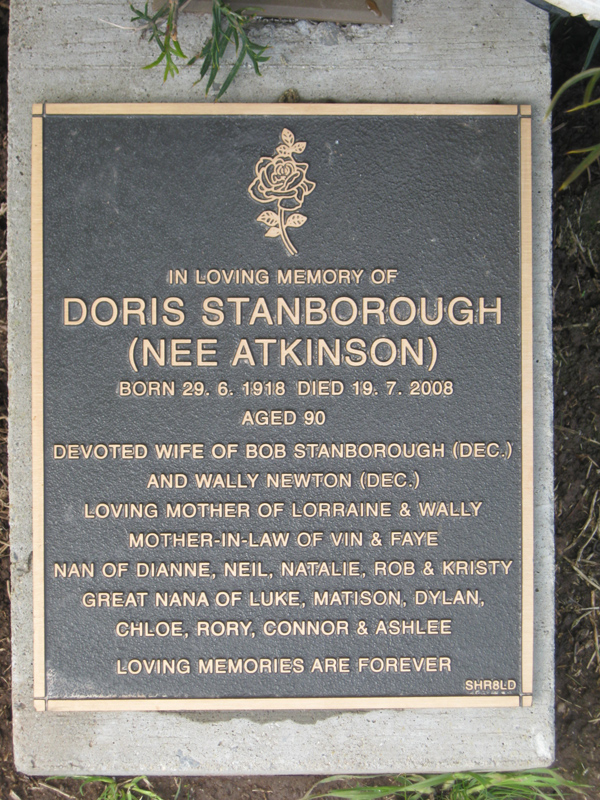 IN LOVING MEMORY OF
DORIS STANBOROUGH
(NEE ATKINSON)
BORN 29. 6. 1918 DIED 19. 7. 2008
AGED 90
DEVOTED WIFE OF BOB STANBOROUGH (DEC.)
AND WALLY NEWTON (DEC.)
LOVING MOTHER OF LORRAINE & WALLY
MOTHER-IN-LAW OF VIN & FAYE
NAN OF DIANNE, NEIL, NATALIE, ROB & KRISTY
GREAT NANA OF LUKE, MATISON, DYLAN,
CHLOE, RORY, CONNOR & ASHLEE
LOVING MEMORIES ARE FOREVER
SHR8LD